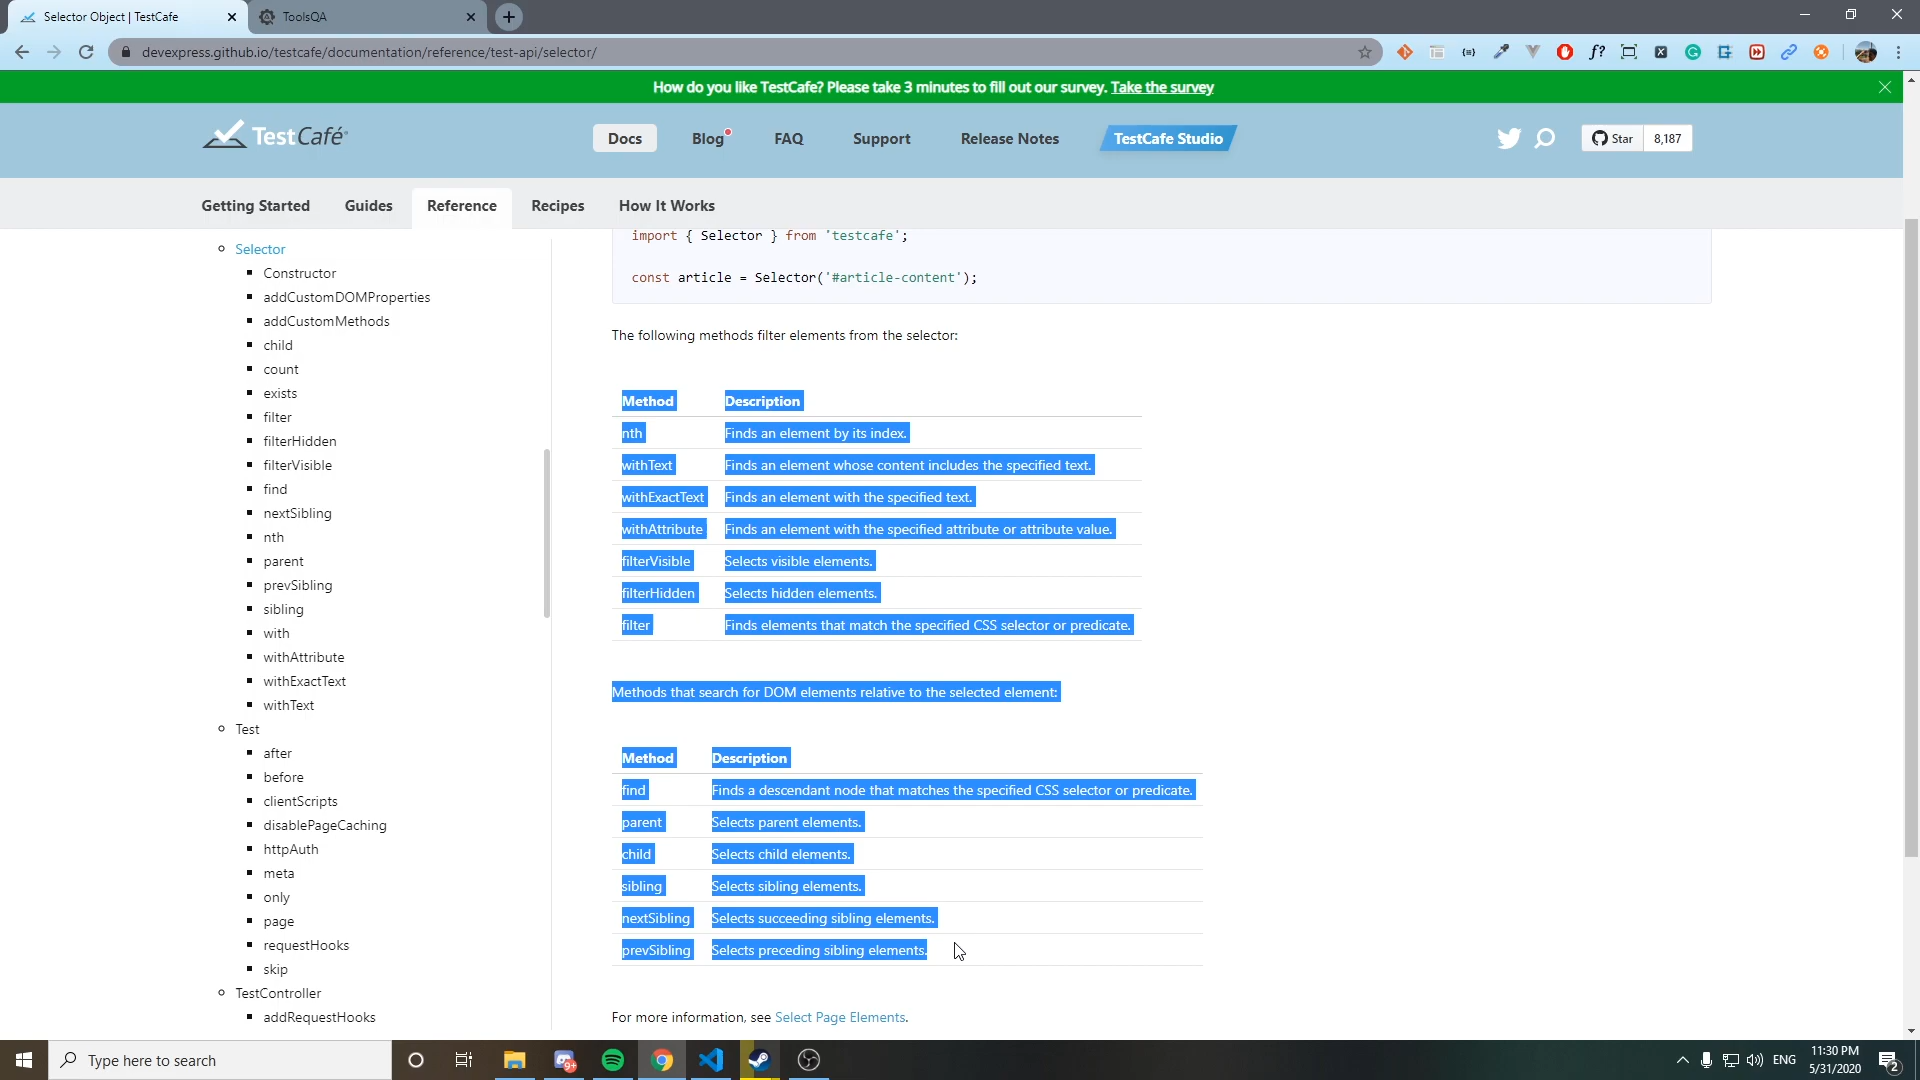 Selector Object | TestCafe
ToolsQA
devexpress.github.io/testcafe/documentation/reference/test-api/selector/
How do you like TestCafe? Please take 3 minutes to fill out our survey. Take the survey
TestCafé
Docs
Blog
FAQ
Support
Release Notes
TestCafe Studio
Star
8,187
Getting Started
Guides
Reference
Recipes
How It Works
Selector
Constructor
addCustomDOMProperties
addCustomMethods
child
count
exists
filter
filterHidden
filterVisible
find
nextSibling
nth
parent
prevSibling
sibling
with
withAttribute
withExactText
withText
Test
after
before
clientScripts
disablePageCaching
httpAuth
meta
only
page
requestHooks
skip
TestController
addRequestHooks
import { Selector } from 'testcafe';
const article = Selector('#article-content');
The following methods filter elements from the selector:
Method Description
nth Finds an element by its index.
withText Finds an element whose content includes the specified text.
withExactText Finds an element with the specified text.
withAttribute Finds an element with the specified attribute or attribute value.
filterVisible Selects visible elements.
filterHidden Selects hidden elements.
filter Finds elements that match the specified CSS selector or predicate.
Methods that search for DOM elements relative to the selected element:
Method Description
find Finds a descendant node that matches the specified CSS selector or predicate.
parent Selects parent elements.
child Selects child elements.
sibling Selects sibling elements.
nextSibling Selects succeeding sibling elements.
prevSibling Selects preceding sibling elements.
For more information, see Select Page Elements.
Type here to search
9+
ENG
11:30 PM
5/31/2020
2